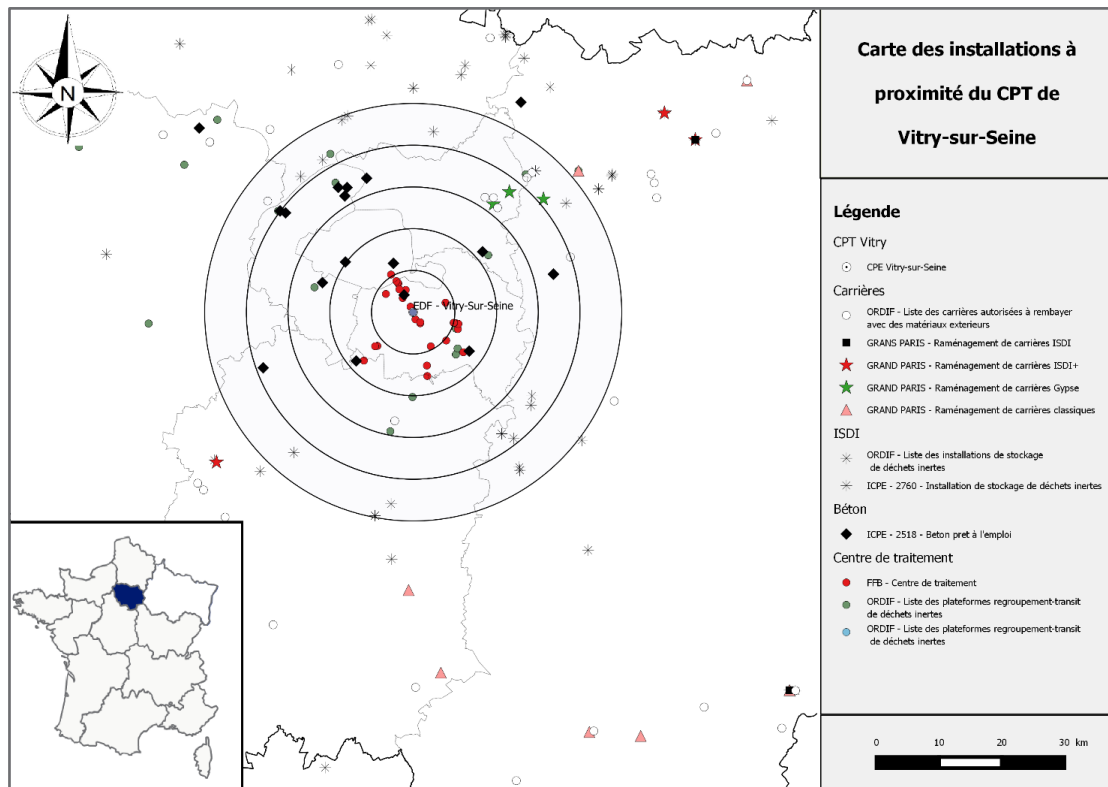 N
EDF - Vitry-Sur-Seine
Carte des installations à
proximité du CPT de
Vitry-sur-Seine
Légende
CPT Vitry
CPE Vitry-sur-Seine
Carrières
ORDIF - Liste des carrières autorisées à rembayer
avec des matériaux exterieurs
GRANS PARIS - Raménagement de carrières ISDI
GRAND PARIS - Raménagement de carrières ISDI+
GRAND PARIS - Raménagement de carrières Gypse
GRAND PARIS - Raménagement de carrières classiques
ISDI
ORDIF - Liste des installations de stockage
de déchets inertes
ICPE - 2760 - Installation de stockage de déchets inertes
Béton
ICPE - 2518 - Beton pret à l'emploi
Centre de traitement
FFB - Centre de traitement
ORDIF - Liste des plateformes regroupement-transit
de déchets inertes
ORDIF - Liste des plateformes regroupement-transit
de déchets inertes
0 10 20 30 km